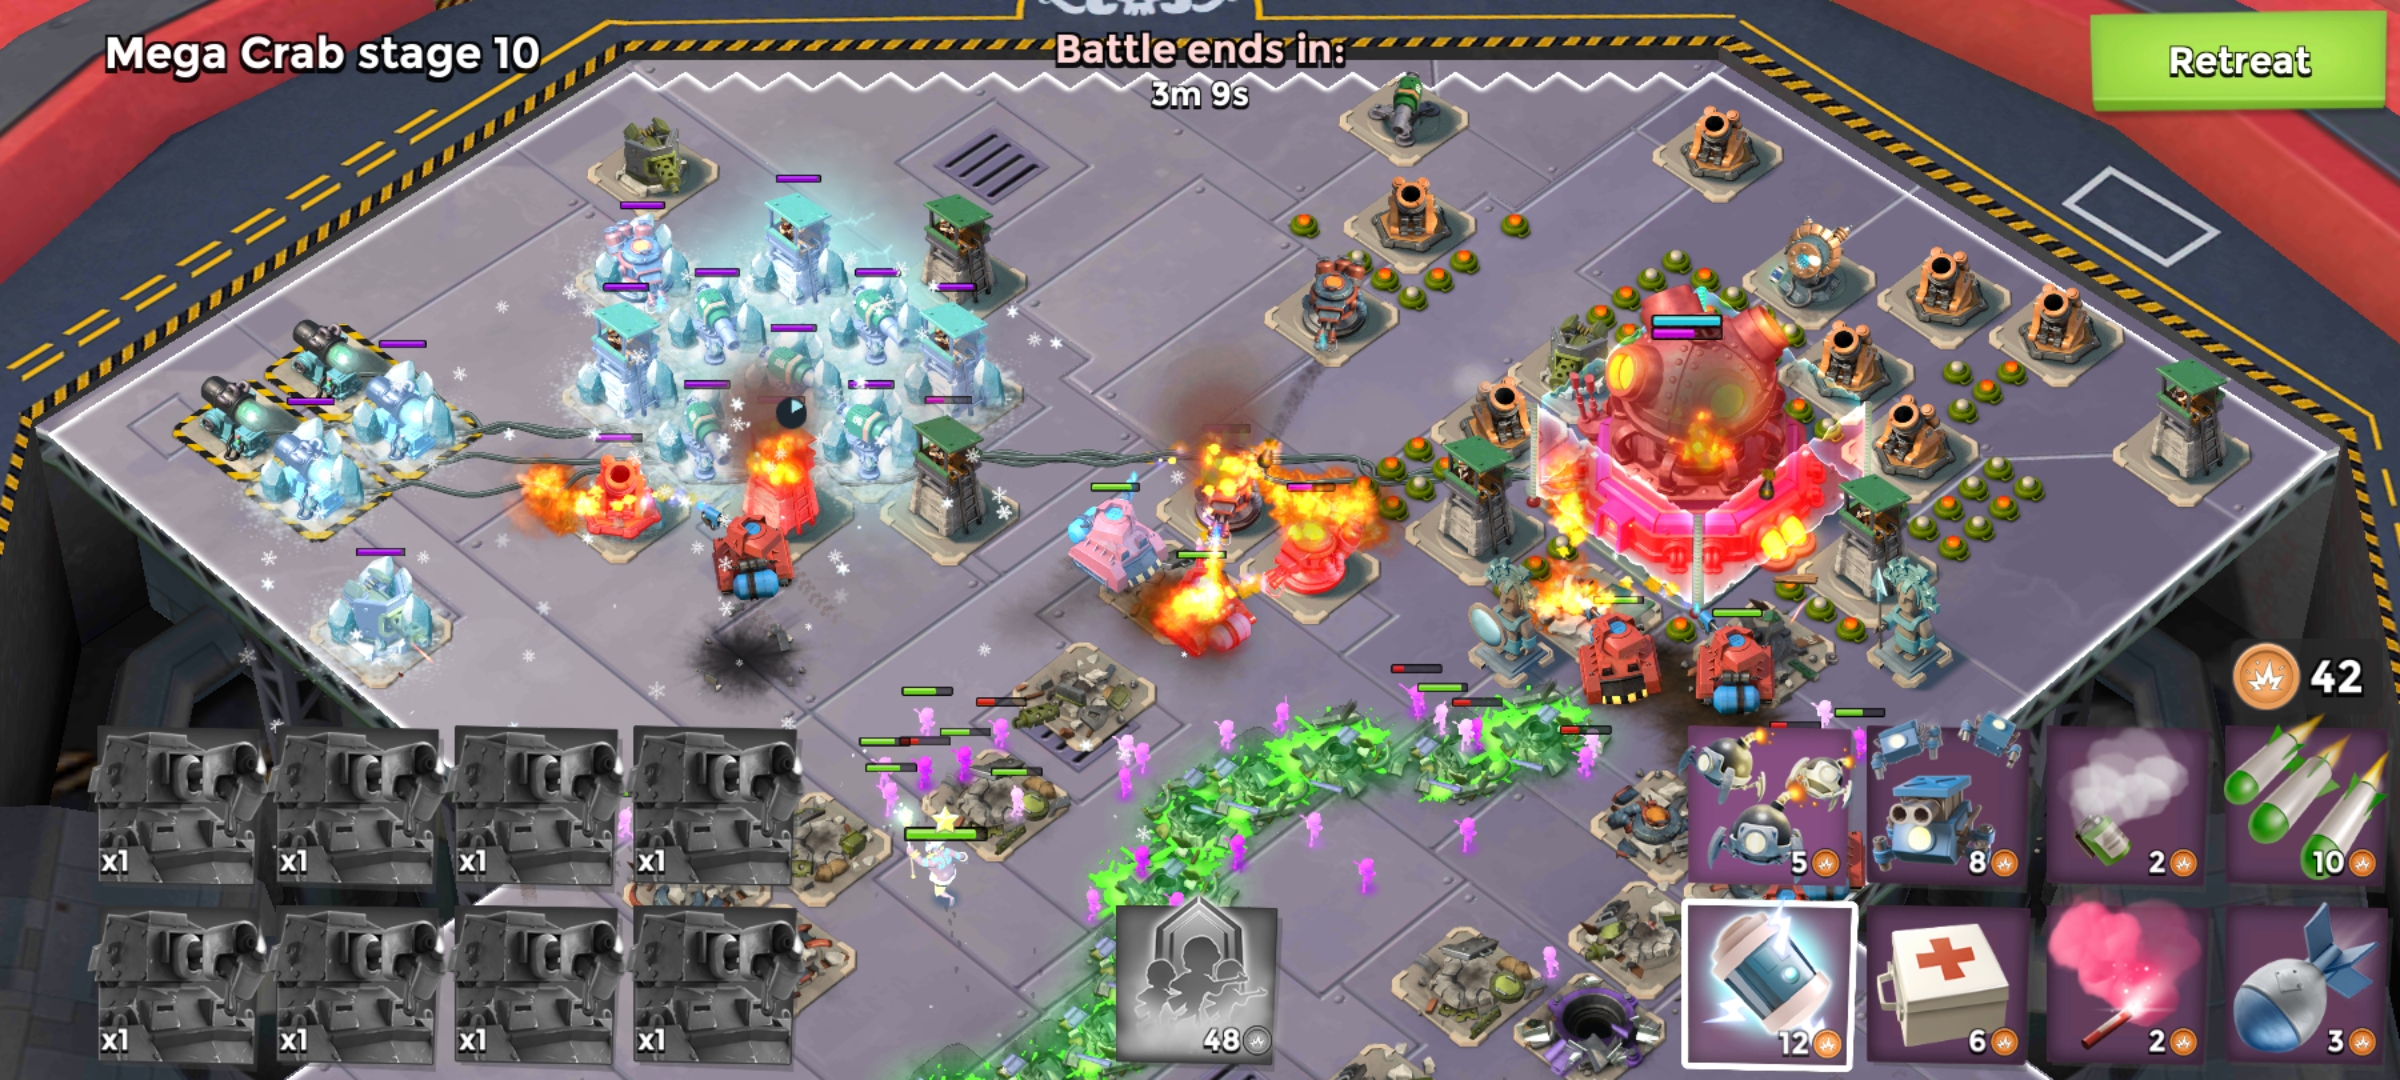 Mega Crab stage 10
Battle ends in:
3m 9s
Retreat
42
x1
x1
x1
x1
5
8
2
10
x1
x1
x1
x1
48
12
6
2
3